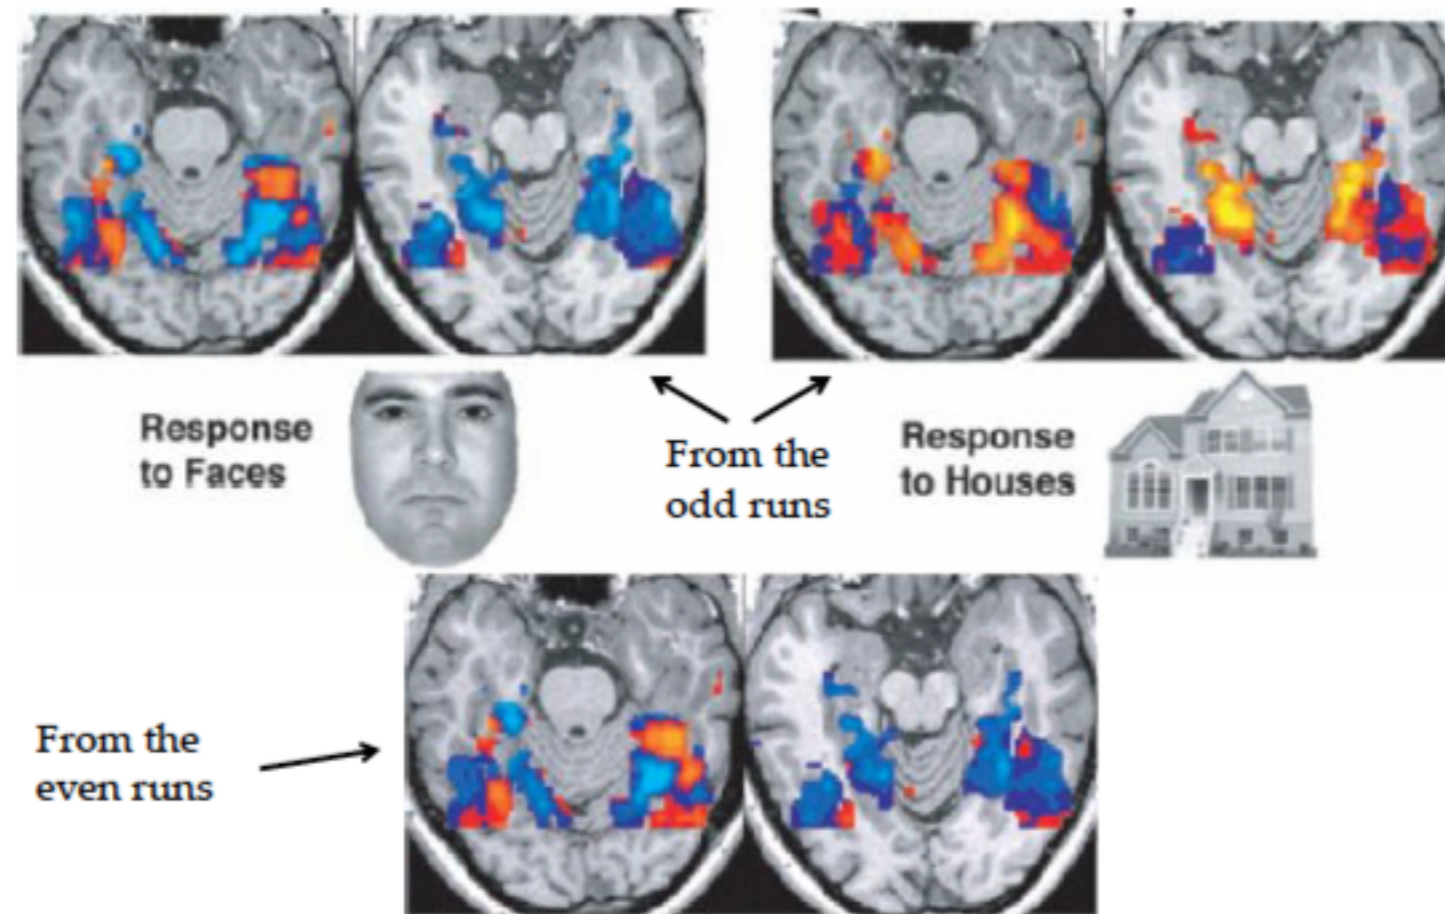 Response
to Faces
From the
odd runs
Response
to Houses
From the
even runs